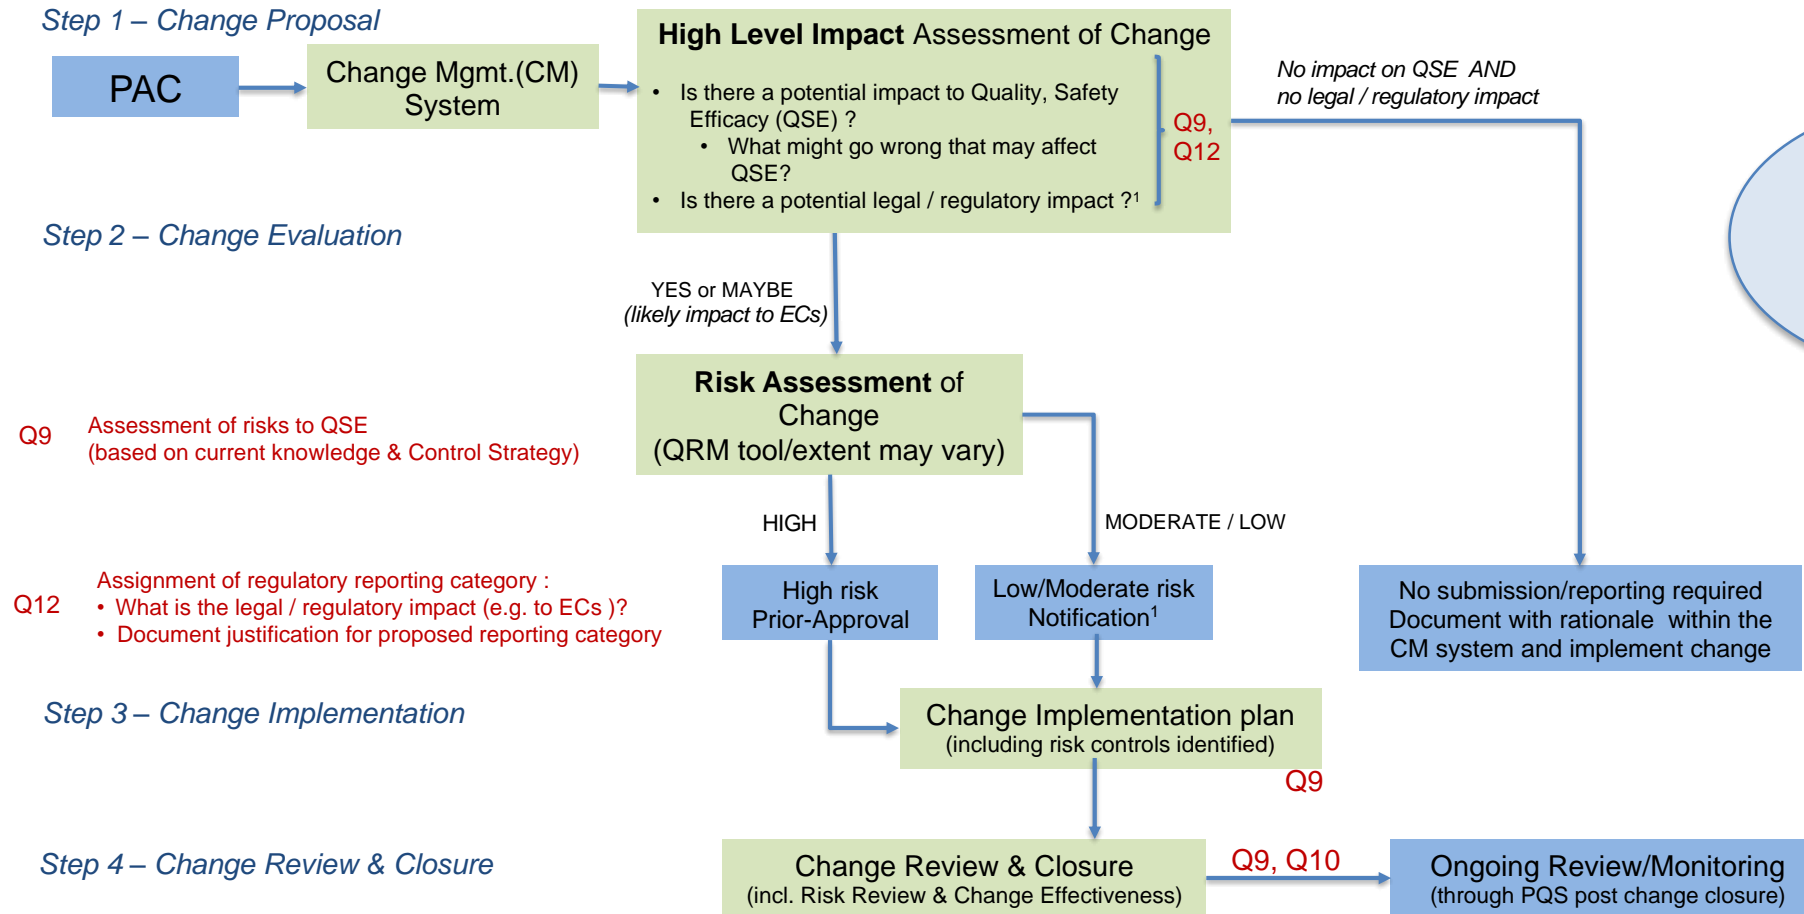 Step 1 – Change Proposal
PAC
Change Mgmt.(CM)
System
High Level Impact Assessment of Change
• Is there a potential impact to Quality, Safety
Efficacy (QSE) ?
• What might go wrong that may affect
QSE?
• Is there a potential legal / regulatory impact ?¹
Q9,
Q12
No impact on QSE AND
no legal / regulatory impact
Step 2 – Change Evaluation
YES or MAYBE
(likely impact to ECs)
Risk Assessment of
Change
(QRM tool/extent may vary)
Q9
Assessment of risks to QSE
(based on current knowledge & Control Strategy)
HIGH
MODERATE / LOW
Q12
Assignment of regulatory reporting category :
• What is the legal / regulatory impact (e.g. to ECs )?
• Document justification for proposed reporting category
High risk
Prior-Approval
Low/Moderate risk
Notification¹
No submission/reporting required
Document with rationale within the
CM system and implement change
Step 3 – Change Implementation
Change Implementation plan
(including risk controls identified)
Q9
Step 4 – Change Review & Closure
Change Review & Closure
(incl. Risk Review & Change Effectiveness)
Q9, Q10
Ongoing Review/Monitoring
(through PQS post change closure)